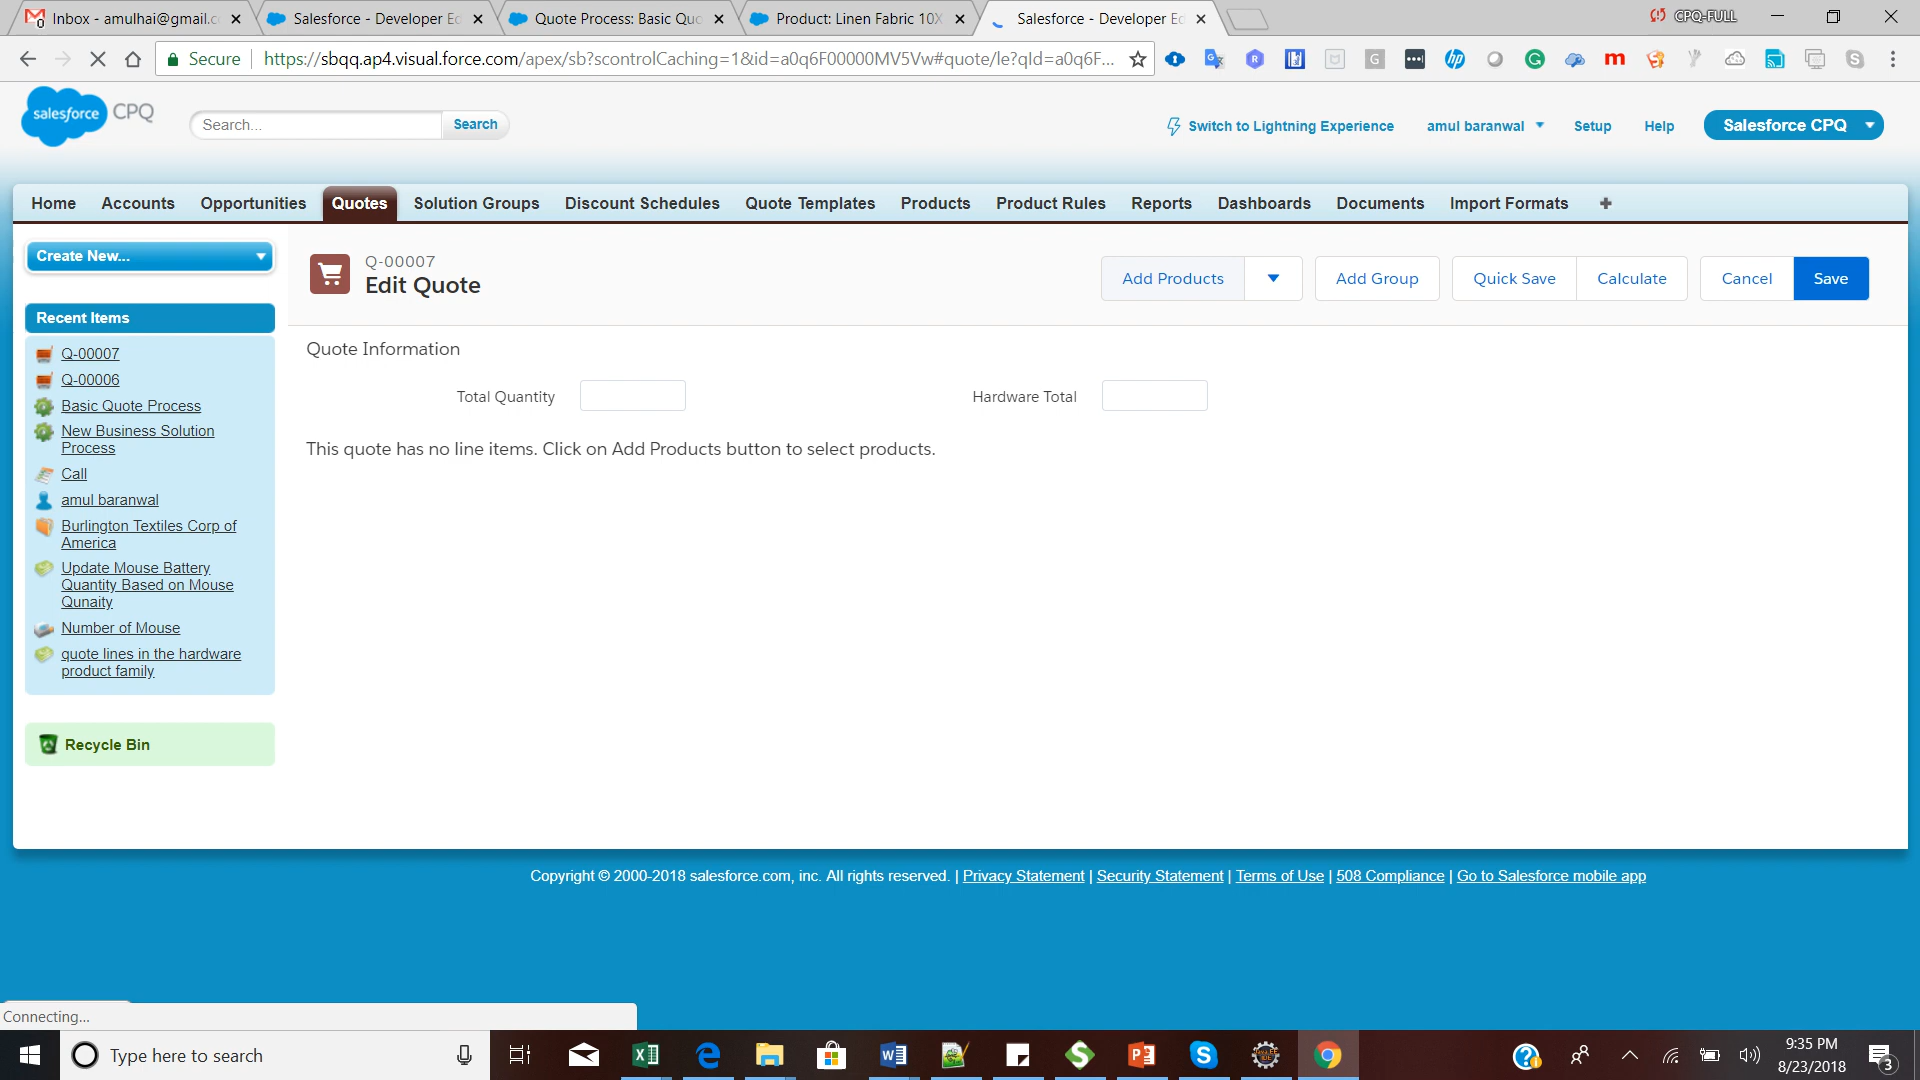 Inbox - amulhai@gmail.c
Salesforce - Developer Ed
Quote Process: Basic Quo
Product: Linen Fabric 10X
Salesforce - Developer Ed
CPQ-FULL
Secure
https://sbqq.ap4.visual.force.com/apex/sb?scontrolCaching=1&id=a0q6F00000MV5Vw#quote/le?qId=a0q6F...
salesforce CPQ
Search...
Search
Switch to Lightning Experience
amul baranwal
Setup
Help
Salesforce CPQ
Home
Accounts
Opportunities
Quotes
Solution Groups
Discount Schedules
Quote Templates
Products
Product Rules
Reports
Dashboards
Documents
Import Formats
Create New...
Recent Items
Q-00007
Q-00006
Basic Quote Process
New Business Solution
Process
Call
amul baranwal
Burlington Textiles Corp of
America
Update Mouse Battery
Quantity Based on Mouse
Qunaity
Number of Mouse
quote lines in the hardware
product family
Recycle Bin
Q-00007
Edit Quote
Add Products
Add Group
Quick Save
Calculate
Cancel
Save
Quote Information
Total Quantity
Hardware Total
This quote has no line items. Click on Add Products button to select products.
Copyright © 2000-2018 salesforce.com, inc. All rights reserved. | Privacy Statement | Security Statement | Terms of Use | 508 Compliance | Go to Salesforce mobile app
Connecting...
Type here to search
9:35 PM
8/23/2018
3